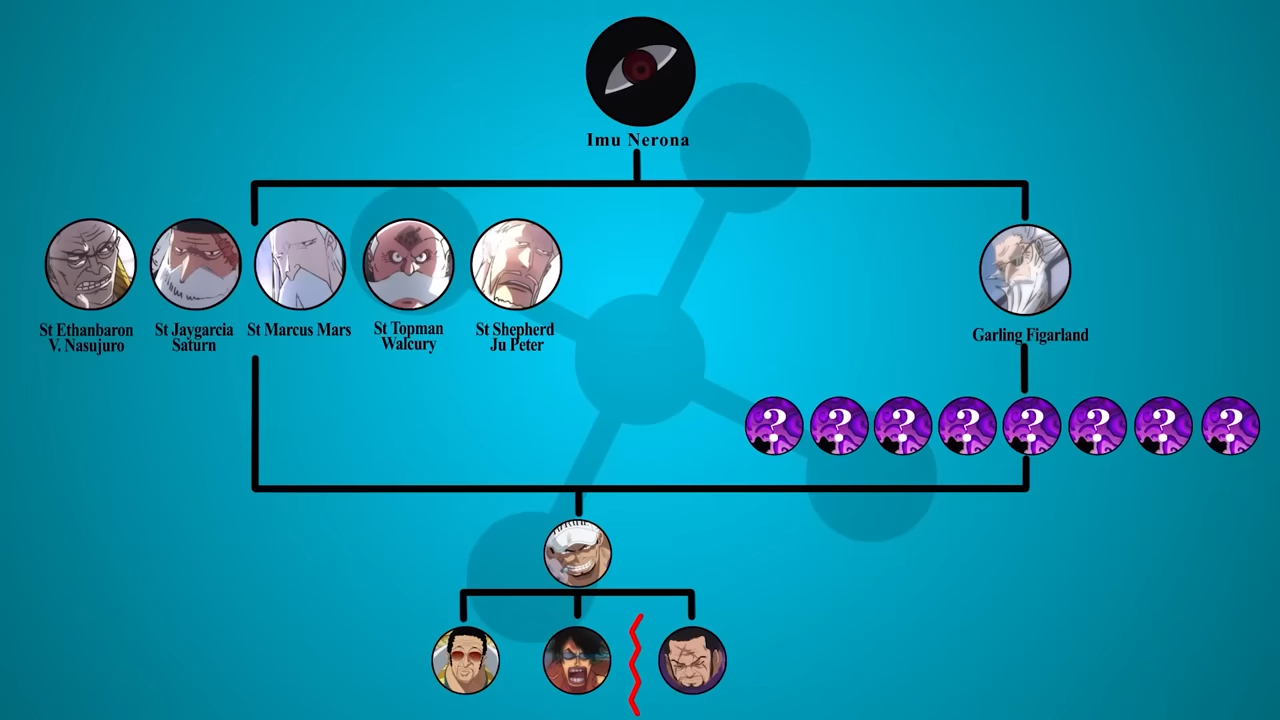 Imu Nerona
St Ethanbaron
V. Nasujuro
St Jaygarcia
Saturn
St Marcus Mars
St Topman
Walcury
St Shepherd
Ju Peter
Garling Figarland
? ? ? ? ? ? ? ?